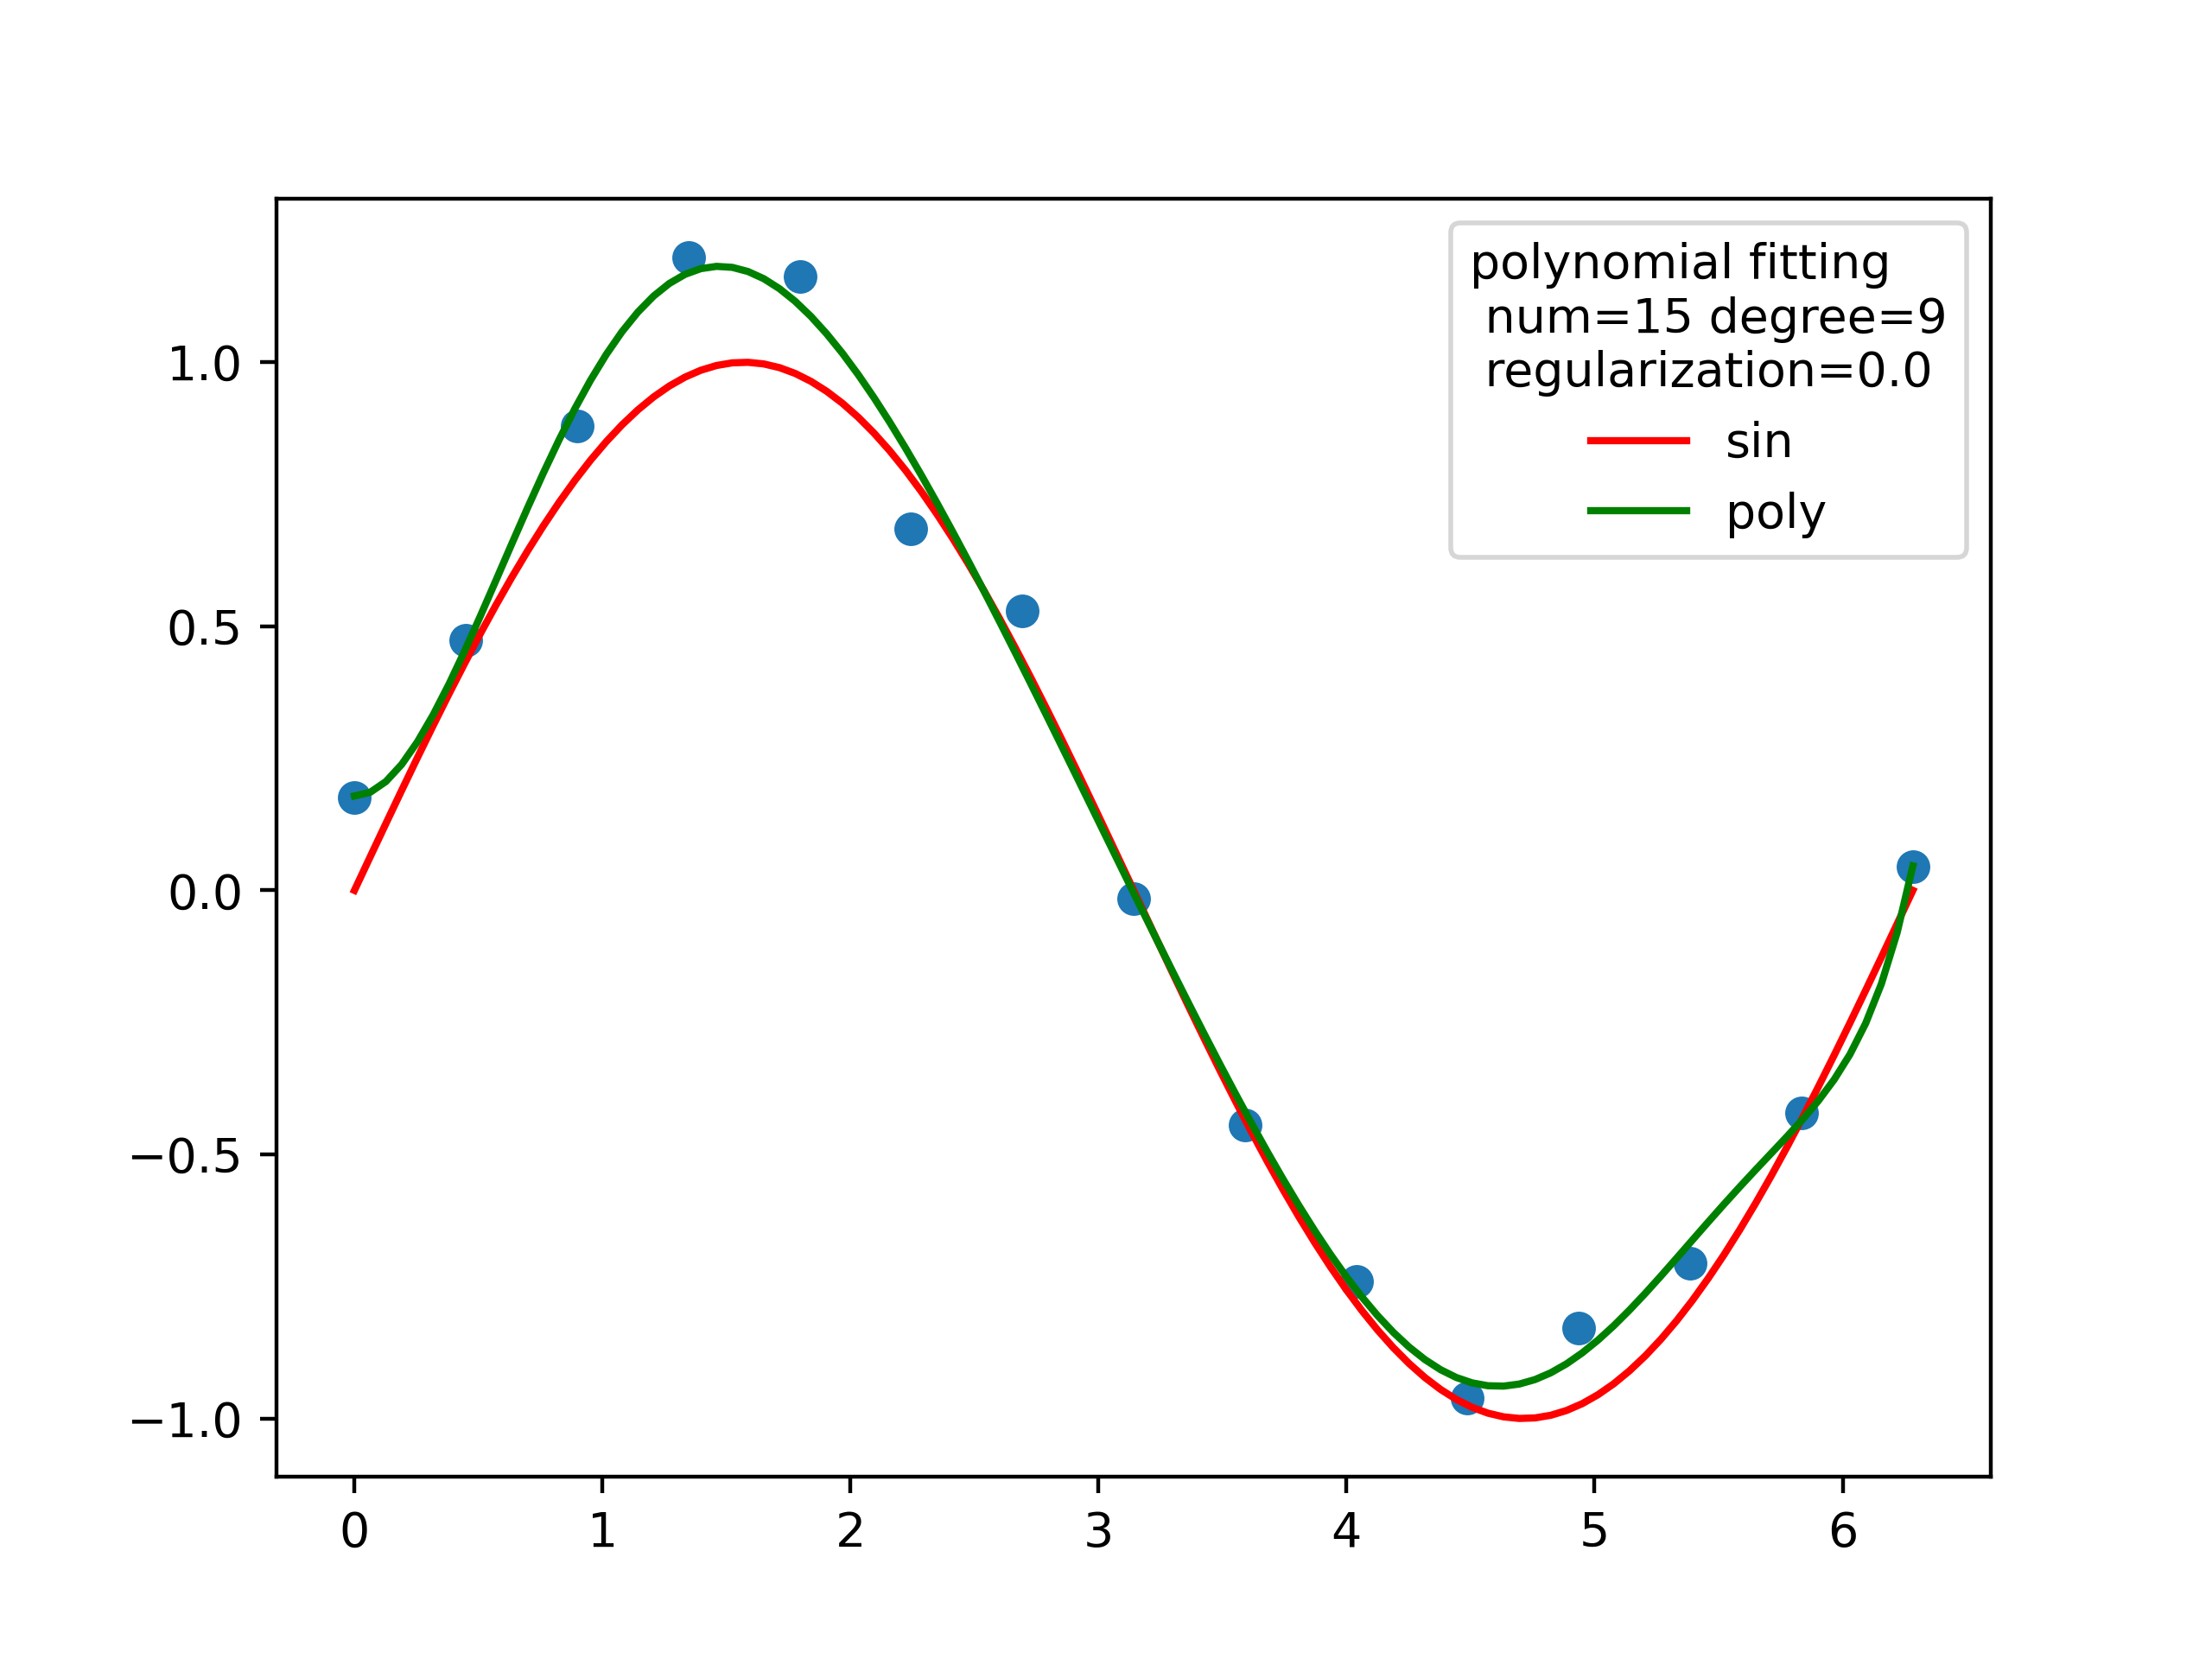 polynomial fitting
num=15 degree=9
regularization=0.0
sin
poly
1.0
0.5
0.0
−0.5
−1.0
0 1 2 3 4 5 6